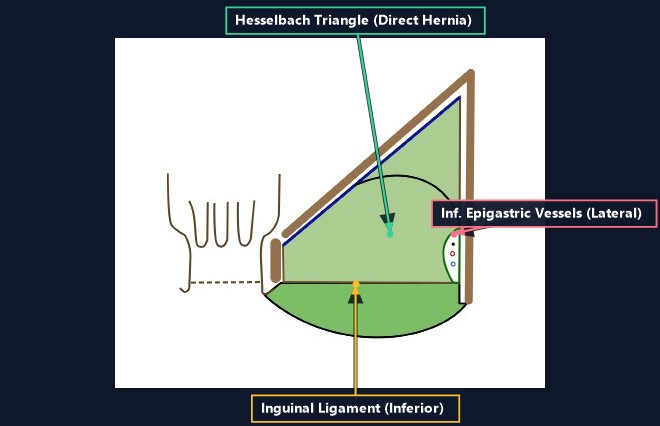 Hesselbach Triangle (Direct Hernia)
Inf. Epigastric Vessels (Lateral)
Inguinal Ligament (Inferior)